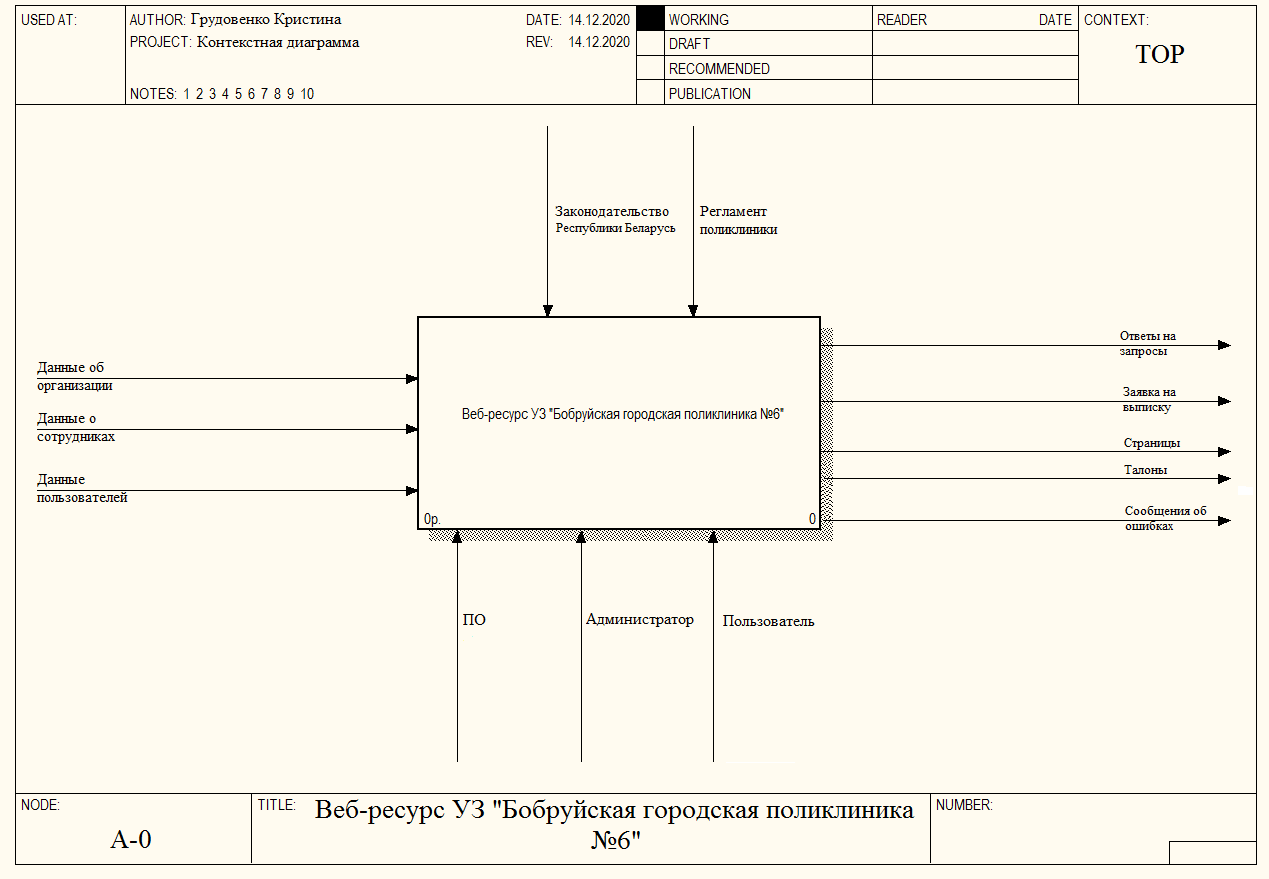 USED AT:
AUTHOR: Грудовенко Кристина
DATE: 14.12.2020
PROJECT: Контекстная диаграмма
REV: 14.12.2020
NOTES: 1 2 3 4 5 6 7 8 9 10
WORKING
DRAFT
RECOMMENDED
PUBLICATION
READER
DATE
CONTEXT:
TOP
Законодательство
Республики Беларусь
Регламент
поликлиники
Данные об
организации
Данные о
сотрудниках
Данные
пользователей
Веб-ресурс УЗ "Бобруйская городская поликлиника №6"
0р.
0
Ответы на
запросы
Заявка на
выписку
Страницы
Талоны
Сообщения об
ошибках
ПО
Администратор
Пользователь
NODE:
A-0
TITLE:
Веб-ресурс УЗ "Бобруйская городская поликлиника
№6"
NUMBER: